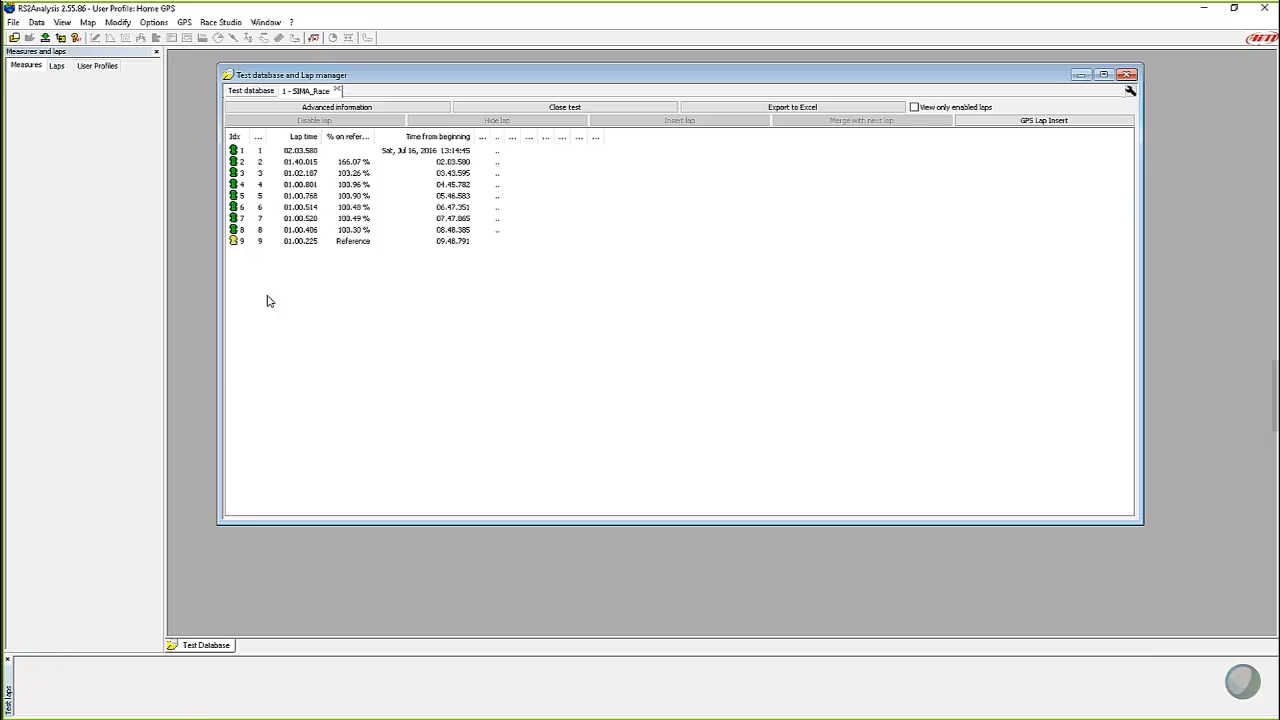 RS2Analysis 2.55.86 - User Profile: Home GPS
File Data View Map Modify Options GPS Race Studio Window ?
Measures and laps
Measures Laps User Profiles
Test database and Lap manager
Test database 1 - SIMA_Race
Advanced information Close test Export to Excel View only enabled laps
Disable lap Hide lap Insert lap Merge with next lap GPS Lap Insert
Idx ... Lap time % on refer... Time from beginning ... .. ... ... ... ... ...
1 1 02.03.580 Sat, Jul 16, 2016 13:14:45 ..
2 2 01.40.015 166.07 % 02.03.580 ..
3 3 01.02.187 103.26 % 03.43.595 ..
4 4 01.00.801 100.96 % 04.45.782 ..
5 5 01.00.768 100.90 % 05.46.583 ..
6 6 01.00.514 100.48 % 06.47.351 ..
7 7 01.00.520 100.49 % 07.47.865 ..
8 8 01.00.406 100.30 % 08.48.385 ..
9 9 01.00.225 Reference 09.48.791
Test Database
Test laps
AIM